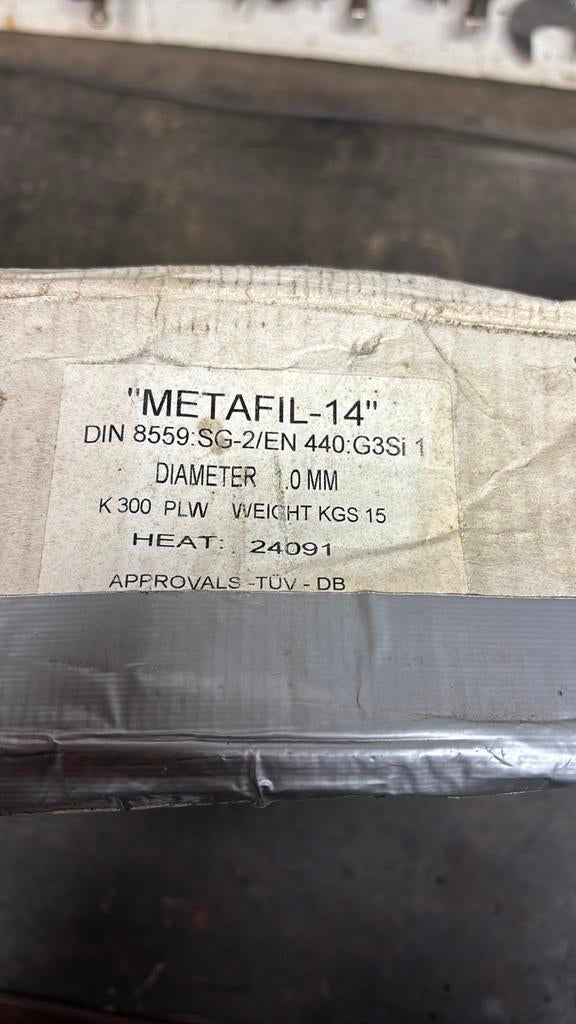 "METAFIL-14"
DIN 8559:SG-2/EN 440:G3Si 1
DIAMETER .0 MM
K 300 PLW WEIGHT KGS 15
HEAT: 24091
APPROVALS -TÜV - DB